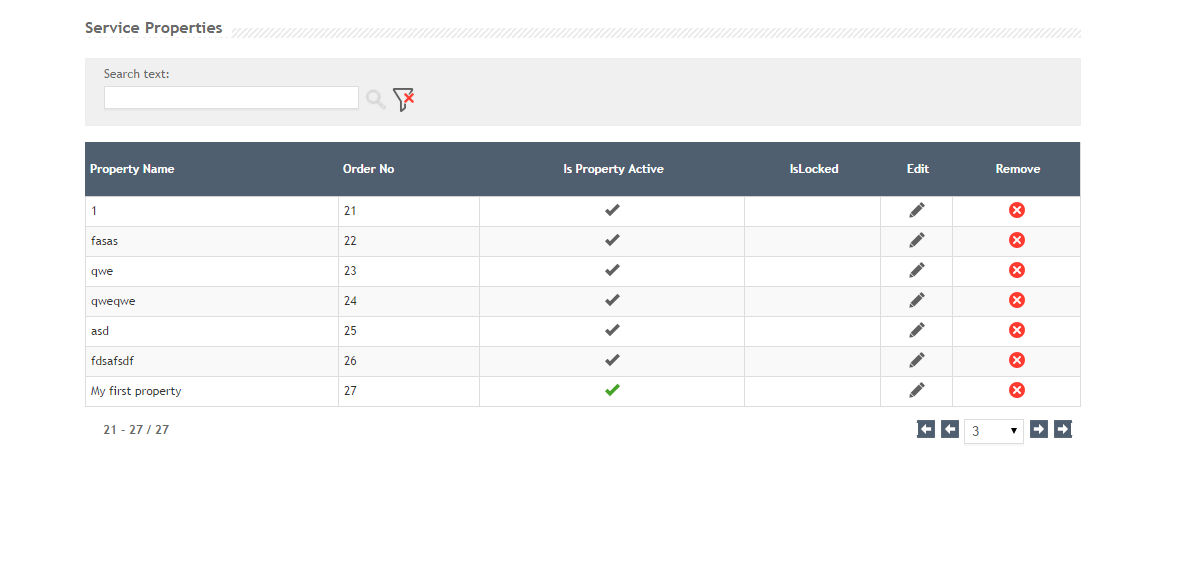 Service Properties
Search text:
Property Name Order No Is Property Active IsLocked Edit Remove
1 21
fasas 22
qwe 23
qweqwe 24
asd 25
fdsafsdf 26
My first property 27
21 - 27 / 27 3